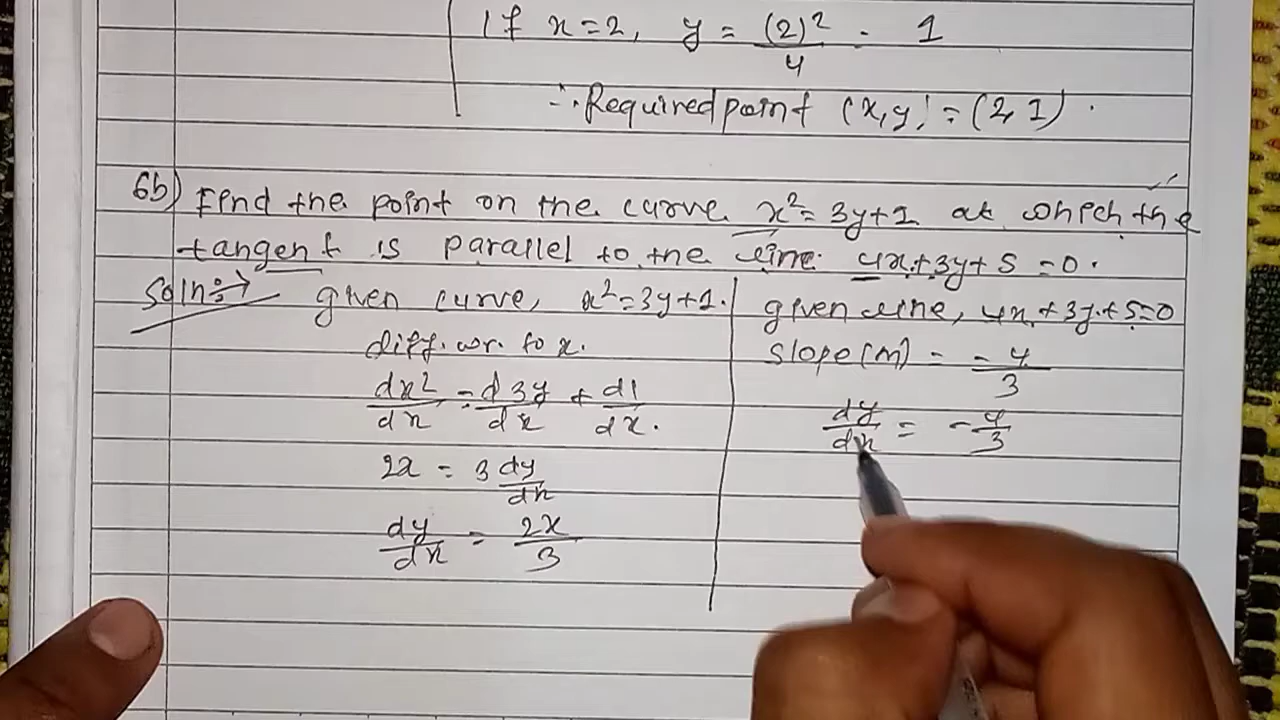 If x=2, y = (2)²/4 = 1
∴ Required point (x,y) = (2,1).
6b) Find the point on the curve x² = 3y+1 at which the
tangent is parallel to the line 4x+3y+5=0.
Soln:→ given curve, x²=3y+1.
diff. wr. to x.
dx²/dx = d3y/dx + d1/dx.
2x = 3 dy/dx
dy/dx = 2x/3
given line, 4x+3y+5=0
slope(m) = -4/3
dy/dx = -4/3